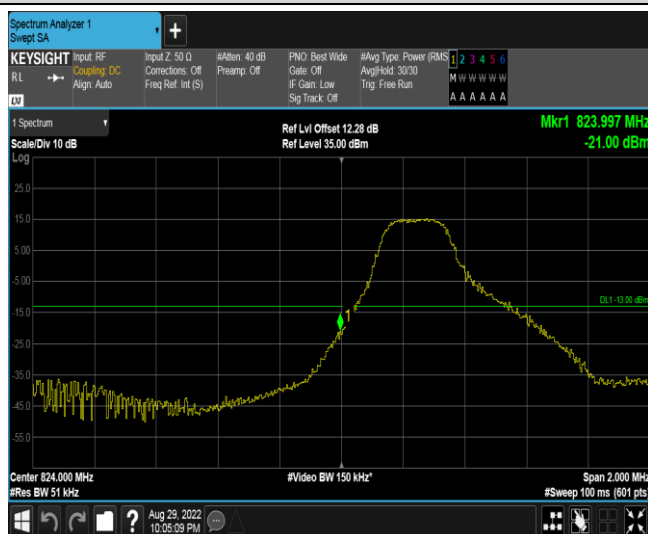 Spectrum Analyzer 1
Swept SA
+
KEYSIGHT Input: RF Input Z: 50 Ω #Atten: 40 dB PNO: Best Wide #Avg Type: Power (RMS 1 2 3 4 5 6
RL Coupling: DC Corrections: Off Preamp: Off Gate: Off Avg|Hold: 30/30 M W W W W W
Align: Auto Freq Ref: Int (S) IF Gain: Low Trig: Free Run
Sig Track: Off A A A A A A
LXI
1 Spectrum Ref Lvl Offset 12.28 dB Mkr1 823.997 MHz
Scale/Div 10 dB Ref Level 35.00 dBm -21.00 dBm
Log
25.0
15.0
5.00
-5.00
DL1 -13.00 dBm
-15.0
1
-25.0
-35.0
-45.0
-55.0
Center 824.000 MHz #Video BW 150 kHz* Span 2.000 MHz
#Res BW 51 kHz #Sweep 100 ms (601 pts)
? Aug 29, 2022
10:05:09 PM